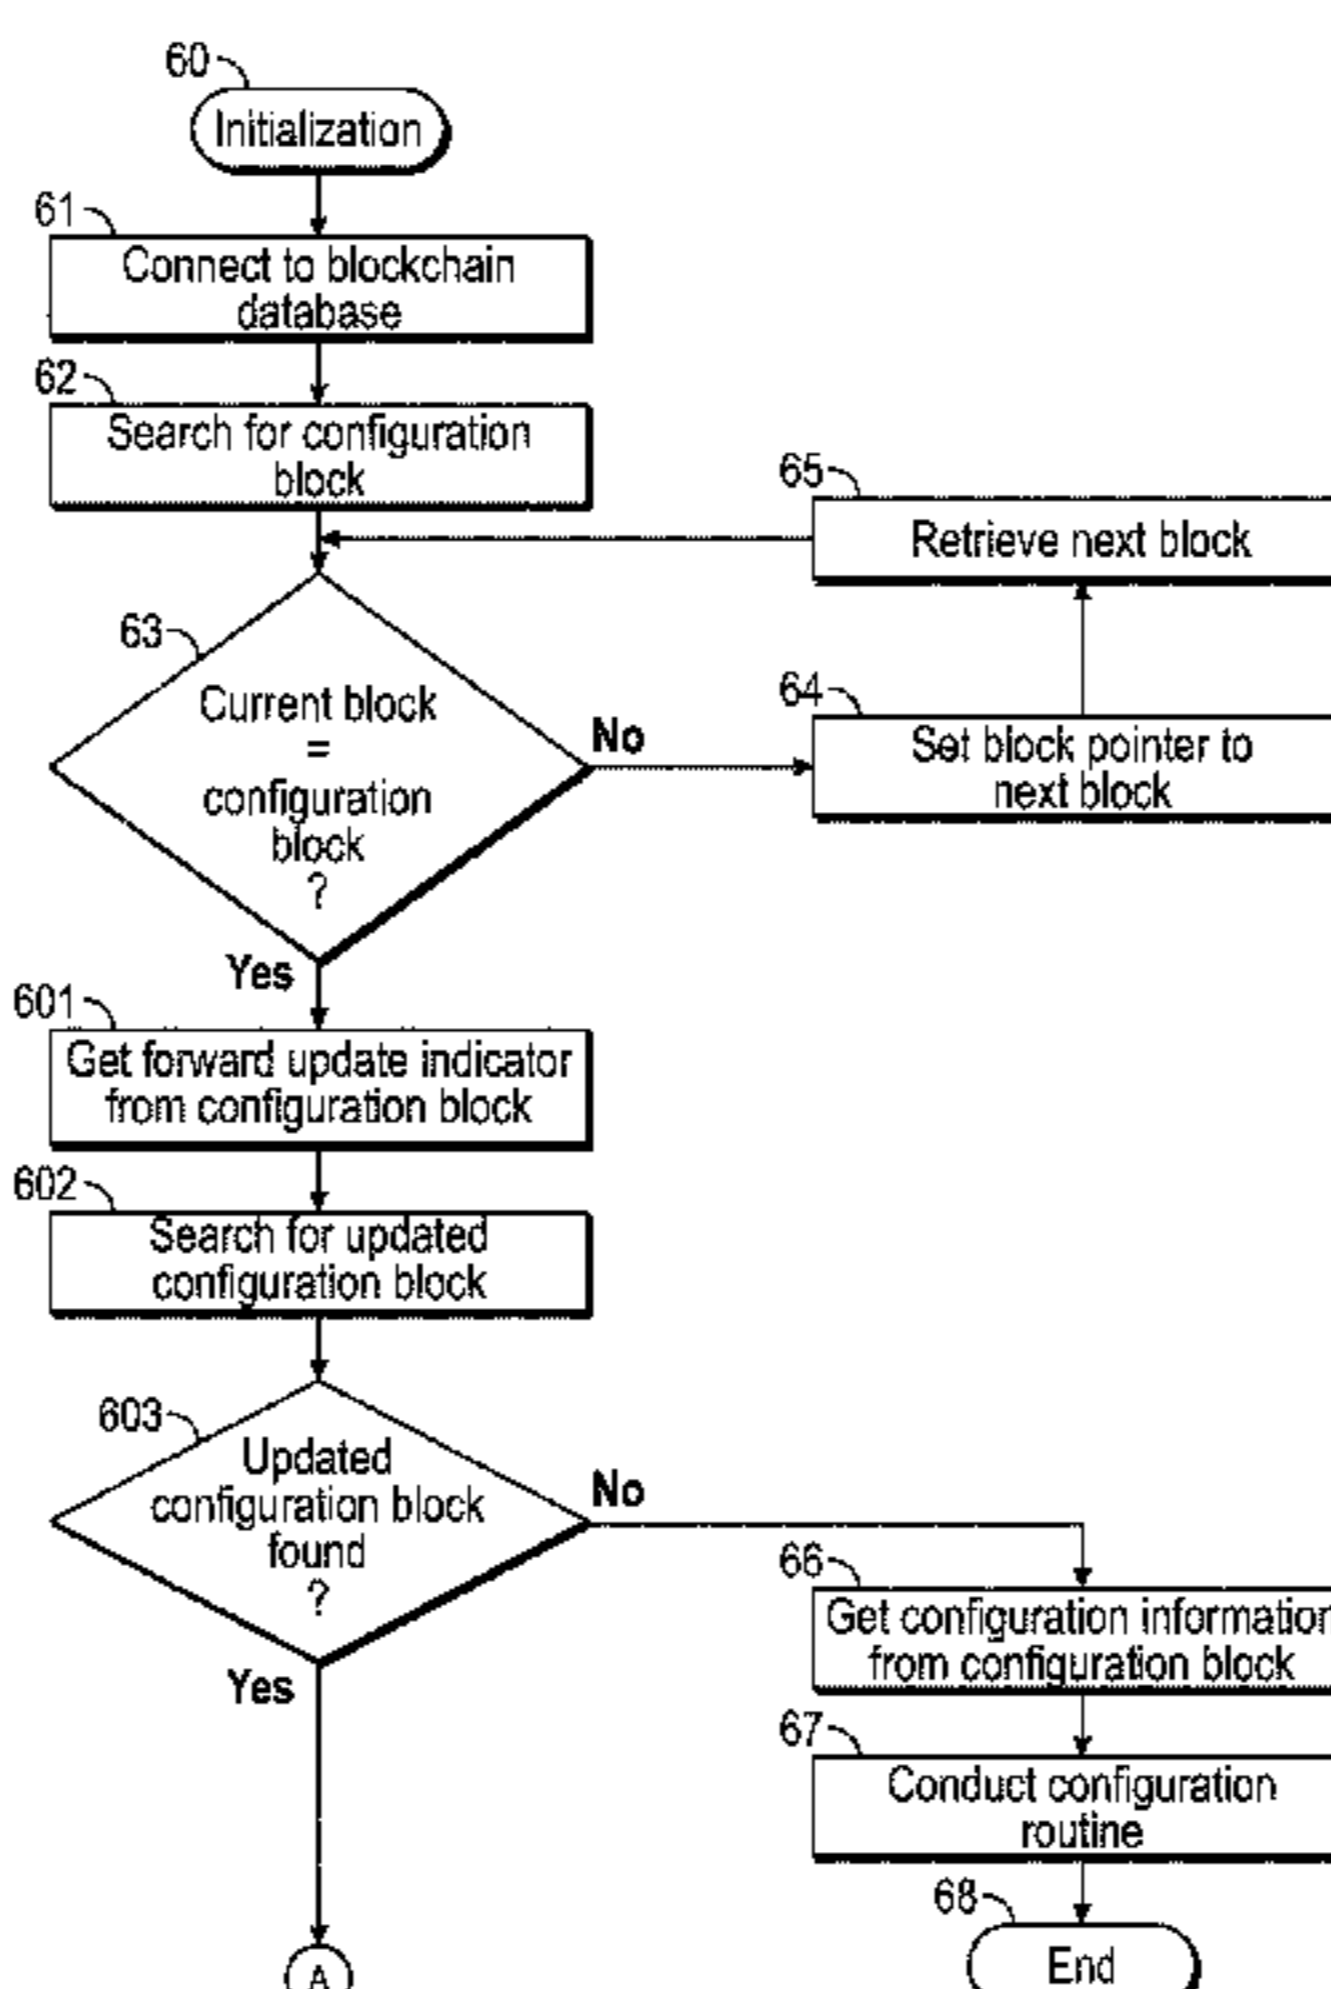 60
Initialization
61
Connect to blockchain
database
62
Search for configuration
block
65
Retrieve next block
63
Current block
=
configuration
block
?
No
64
Set block pointer to
next block
Yes
601
Get forward update indicator
from configuration block
602
Search for updated
configuration block
603
Updated
configuration block
found
?
No
66
Get configuration information
from configuration block
Yes
67
Conduct configuration
routine
68
End
A